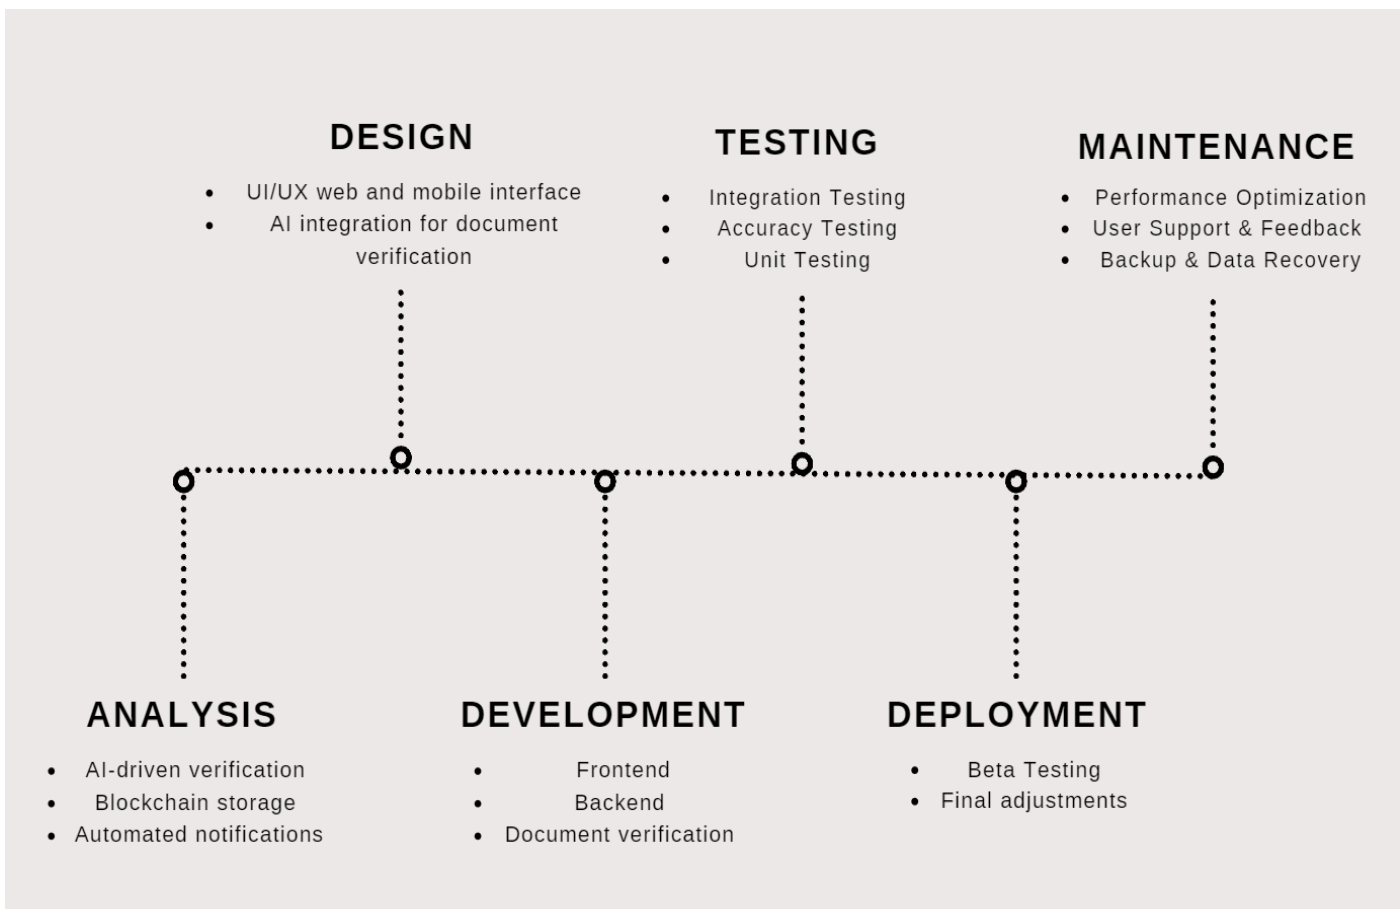 DESIGN
• UI/UX web and mobile interface
• AI integration for document
verification
TESTING
• Integration Testing
• Accuracy Testing
• Unit Testing
MAINTENANCE
• Performance Optimization
• User Support & Feedback
• Backup & Data Recovery
ANALYSIS
• AI-driven verification
• Blockchain storage
• Automated notifications
DEVELOPMENT
• Frontend
• Backend
• Document verification
DEPLOYMENT
• Beta Testing
• Final adjustments